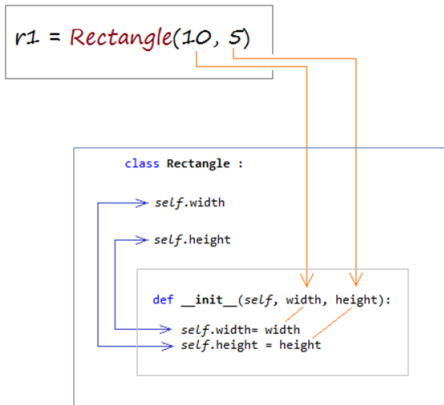 r1 = Rectangle(10, 5)
class Rectangle :
self.width
self.height
def __init__(self, width, height):
self.width= width
self.height = height